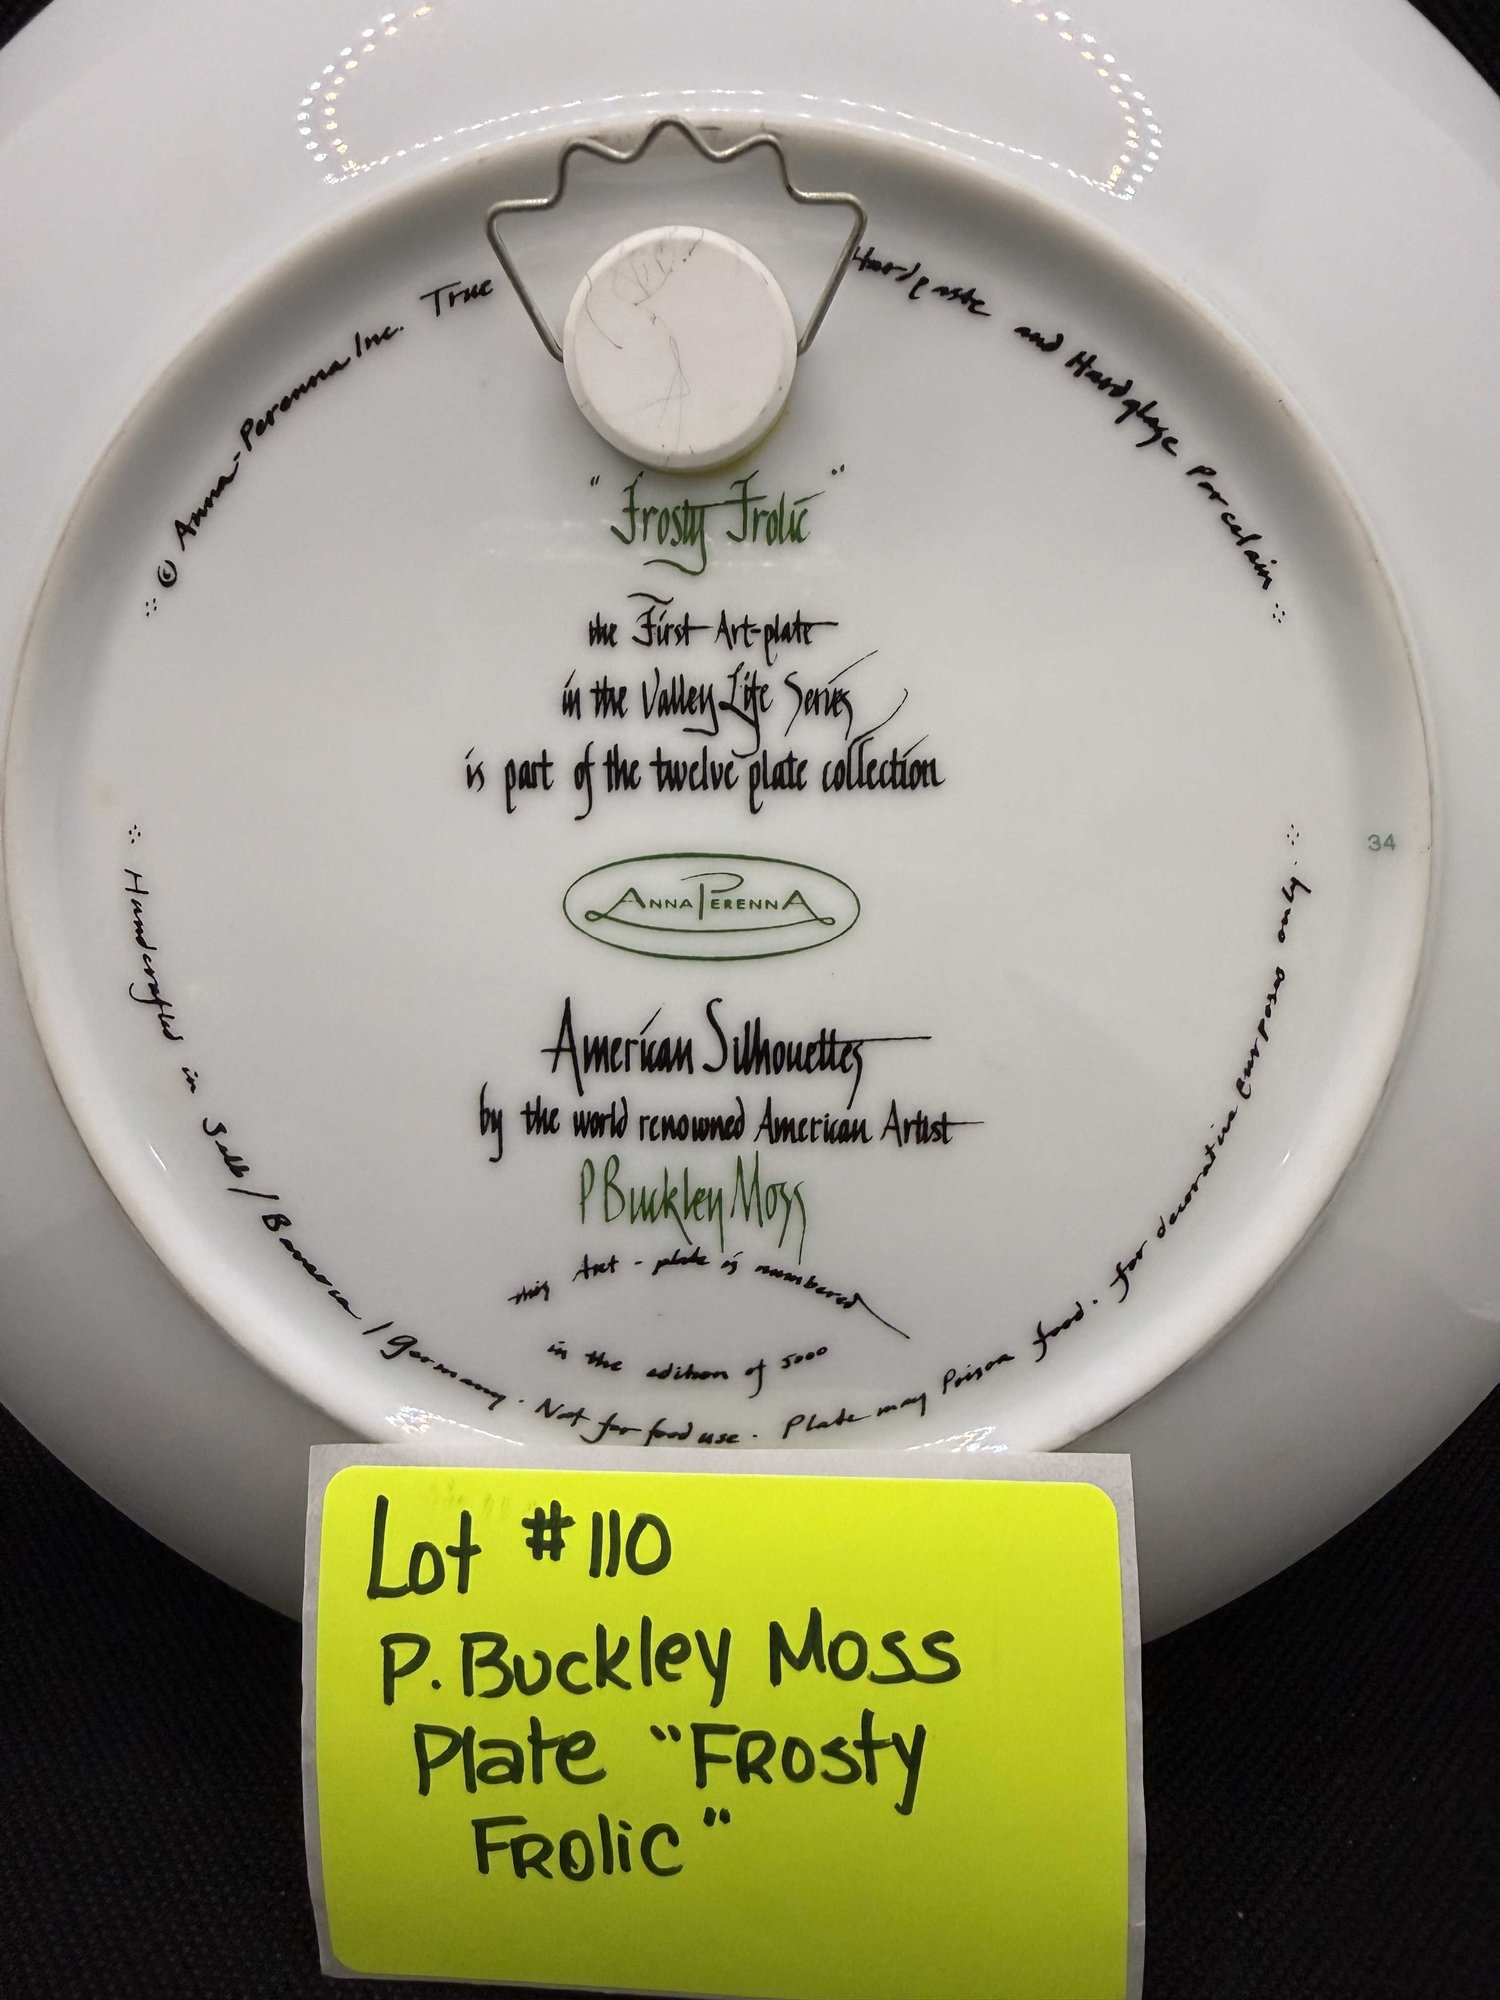 © Anna-Perenna Inc. True Hardpaste and Hardglaze Porcelain
"Frosty Frolic"
the First Art-plate
in the Valley Life Series
is part of the twelve plate collection
34
ANNA PERENNA
American Silhouettes
by the world renowned American Artist
P Buckley Moss
this Art-plate is numbered
in the edition of 5000
Handcrafted in Selb/Bavaria/Germany. Not for food use. Plate may Poison food. For decorative Purposes only.
Lot #110
P. Buckley Moss
Plate "Frosty
Frolic"